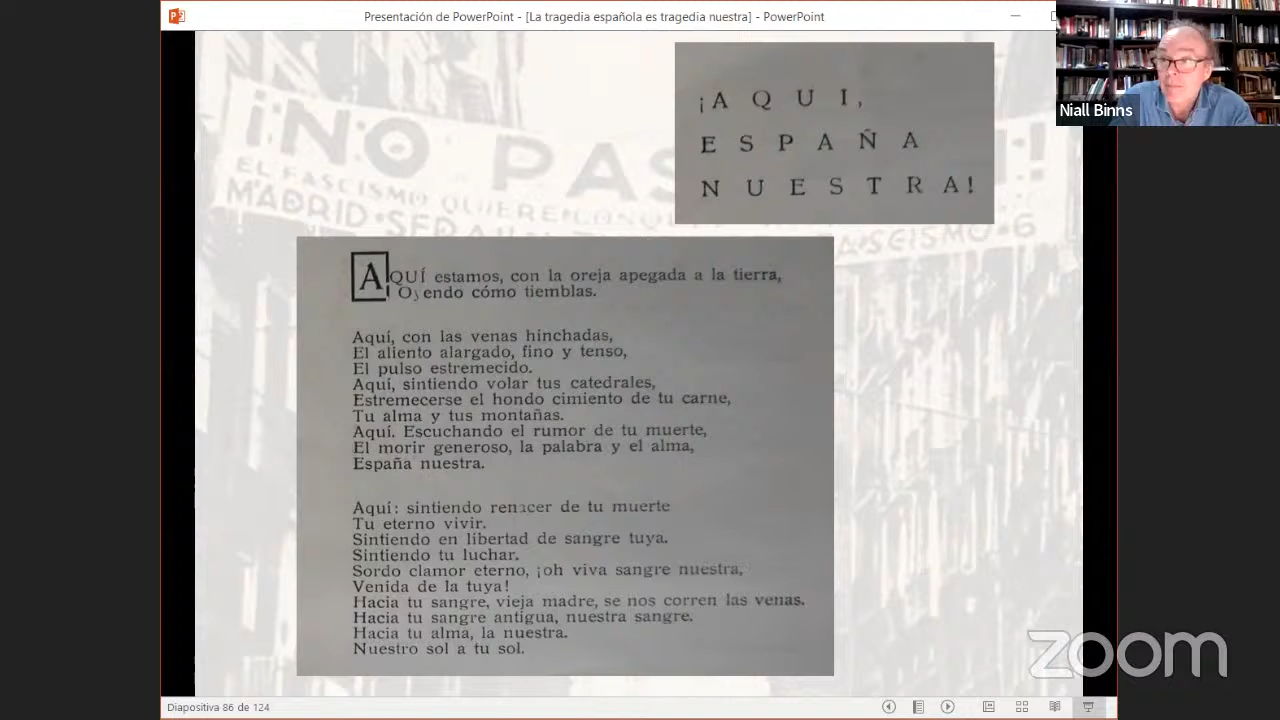 Presentación de PowerPoint - [La tragedia española es tragedia nuestra] - PowerPoint
Niall Binns
¡NO PAS
EL FASCISMO QUIERE CONQU
MADRID SERÁ
FASCISMO
¡AQUI,
ESPAÑA
NUESTRA!
AQUÍ estamos, con la oreja apegada a la tierra,
Oyendo cómo tiemblas.
Aquí, con las venas hinchadas,
El aliento alargado, fino y tenso,
El pulso estremecido.
Aquí, sintiendo volar tus catedrales,
Estremecerse el hondo cimiento de tu carne,
Tu alma y tus montañas.
Aquí. Escuchando el rumor de tu muerte,
El morir generoso, la palabra y el alma,
España nuestra.
Aquí: sintiendo renacer de tu muerte
Tu eterno vivir.
Sintiendo en libertad de sangre tuya.
Sintiendo tu luchar.
Sordo clamor eterno, ¡oh viva sangre nuestra,
Venida de la tuya!
Hacia tu sangre, vieja madre, se nos corren las venas.
Hacia tu sangre antigua, nuestra sangre.
Hacia tu alma, la nuestra.
Nuestro sol a tu sol.
zoom
Diapositiva 86 de 124